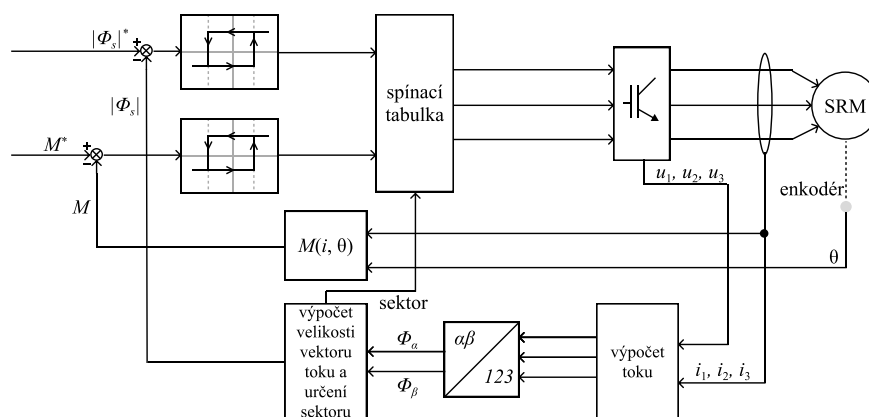 |Φs|*
+
−
|Φs|
M*
+
−
M
spínací
tabulka
SRM
u1, u2, u3
enkodér
M(i, θ)
θ
sektor
výpočet
velikosti
vektoru
toku a
určení
sektoru
Φα
Φβ
αβ
123
výpočet
toku
i1, i2, i3